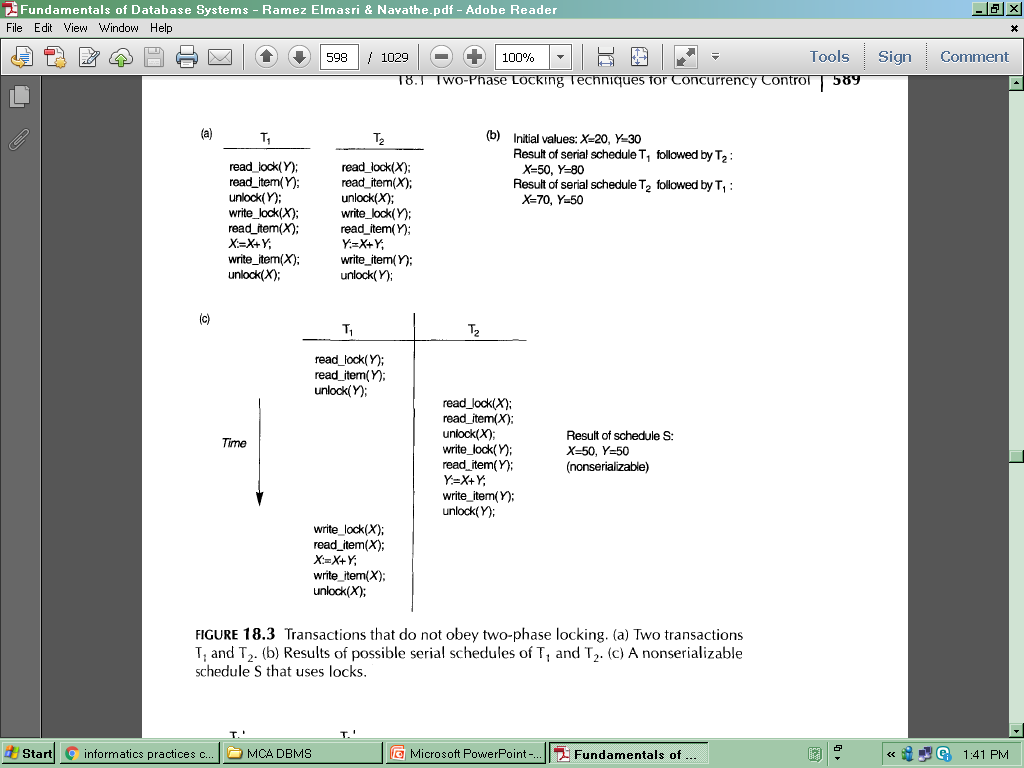 Fundamentals of Database Systems - Ramez Elmasri & Navathe.pdf - Adobe Reader
File Edit View Window Help
598 / 1029 100% Tools Sign Comment
18.1 Two-Phase Locking Techniques for Concurrency Control | 589
(a)
T1 T2
read_lock(Y); read_lock(X);
read_item(Y); read_item(X);
unlock(Y); unlock(X);
write_lock(X); write_lock(Y);
read_item(X); read_item(Y);
X:=X+Y; Y:=X+Y;
write_item(X); write_item(Y);
unlock(X); unlock(Y);
(b) Initial values: X=20, Y=30
Result of serial schedule T1 followed by T2 :
X=50, Y=80
Result of serial schedule T2 followed by T1 :
X=70, Y=50
(c)
T1 T2
read_lock(Y);
read_item(Y);
unlock(Y);
read_lock(X);
read_item(X);
unlock(X);
write_lock(Y);
read_item(Y);
Y:=X+Y;
write_item(Y);
unlock(Y);
Time
Result of schedule S:
X=50, Y=50
(nonserializable)
write_lock(X);
read_item(X);
X:=X+Y;
write_item(X);
unlock(X);
FIGURE 18.3 Transactions that do not obey two-phase locking. (a) Two transactions
T1 and T2. (b) Results of possible serial schedules of T1 and T2. (c) A nonserializable
schedule S that uses locks.
Start informatics practices c... MCA DBMS Microsoft PowerPoint -... Fundamentals of ... « 1:41 PM